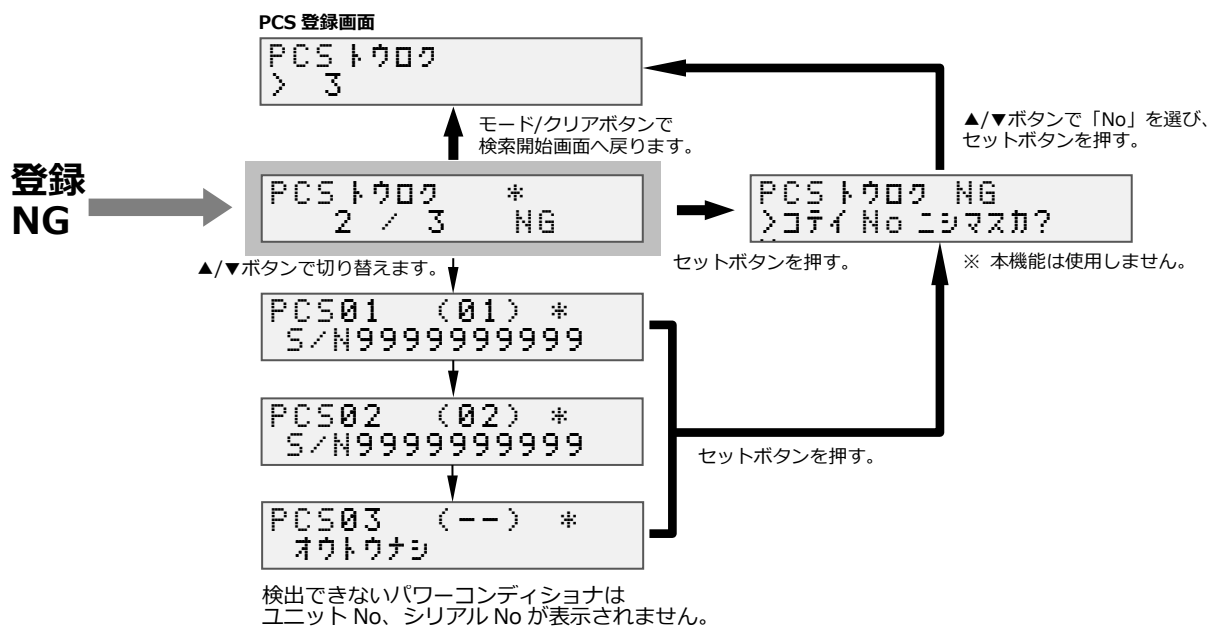 PCS 登録画面
PCS トウロク
> 3
モード/クリアボタンで
検索開始画面へ戻ります。
▲/▼ボタンで「No」を選び、
セットボタンを押す。
登録
NG
PCS トウロク *
2 / 3 NG
PCS トウロク NG
>コテイ No ニシマスカ?
▲/▼ボタンで切り替えます。
セットボタンを押す。
※ 本機能は使用しません。
PCS01 (01) *
S/N9999999999
PCS02 (02) *
S/N9999999999
セットボタンを押す。
PCS03 (--) *
オウトウナシ
検出できないパワーコンディショナは
ユニット No、シリアル No が表示されません。